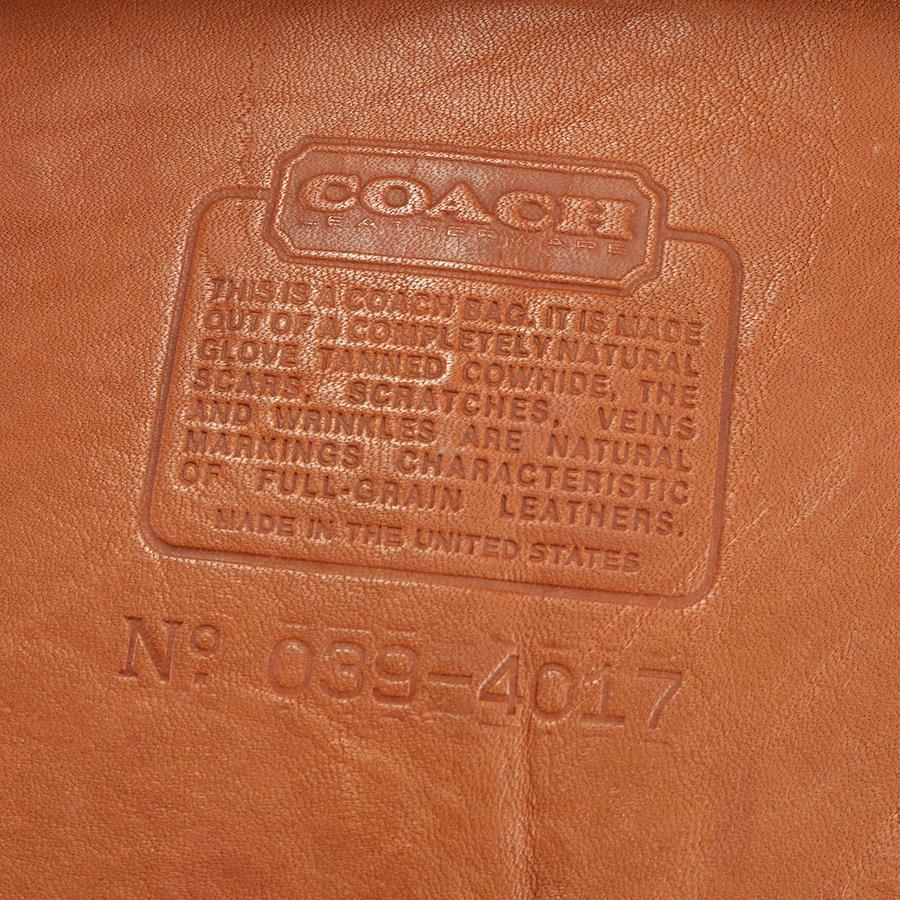 COACH
LEATHERWARE
THIS IS A COACH BAG. IT IS MADE
OUT OF A COMPLETELY NATURAL
GLOVE TANNED COWHIDE, THE
SCARS, SCRATCHES, VEINS
AND WRINKLES ARE NATURAL
MARKINGS CHARACTERISTIC
OF FULL-GRAIN LEATHERS.
MADE IN THE UNITED STATES
Nº. 039-4017